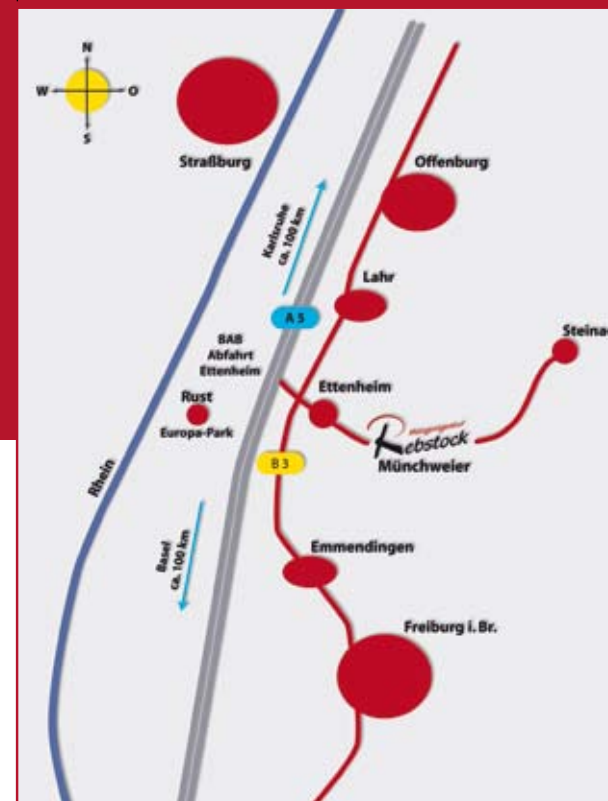 N
W O
S
Straßburg
Offenburg
Karlsruhe
ca. 100 km
Lahr
A 5
BAB
Abfahrt
Ettenheim
Steina
Rust
Europa-Park
Ettenheim
Rebstock
Münchweier
B 3
Rhein
Basel
ca. 100 km
Emmendingen
Freiburg i. Br.